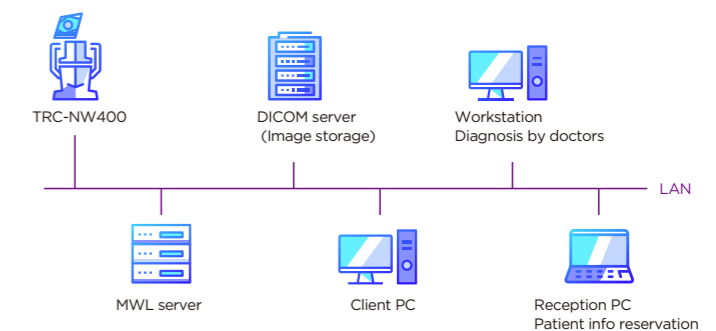 TRC-NW400
DICOM server
(Image storage)
Workstation
Diagnosis by doctors
LAN
MWL server
Client PC
Reception PC
Patient info reservation